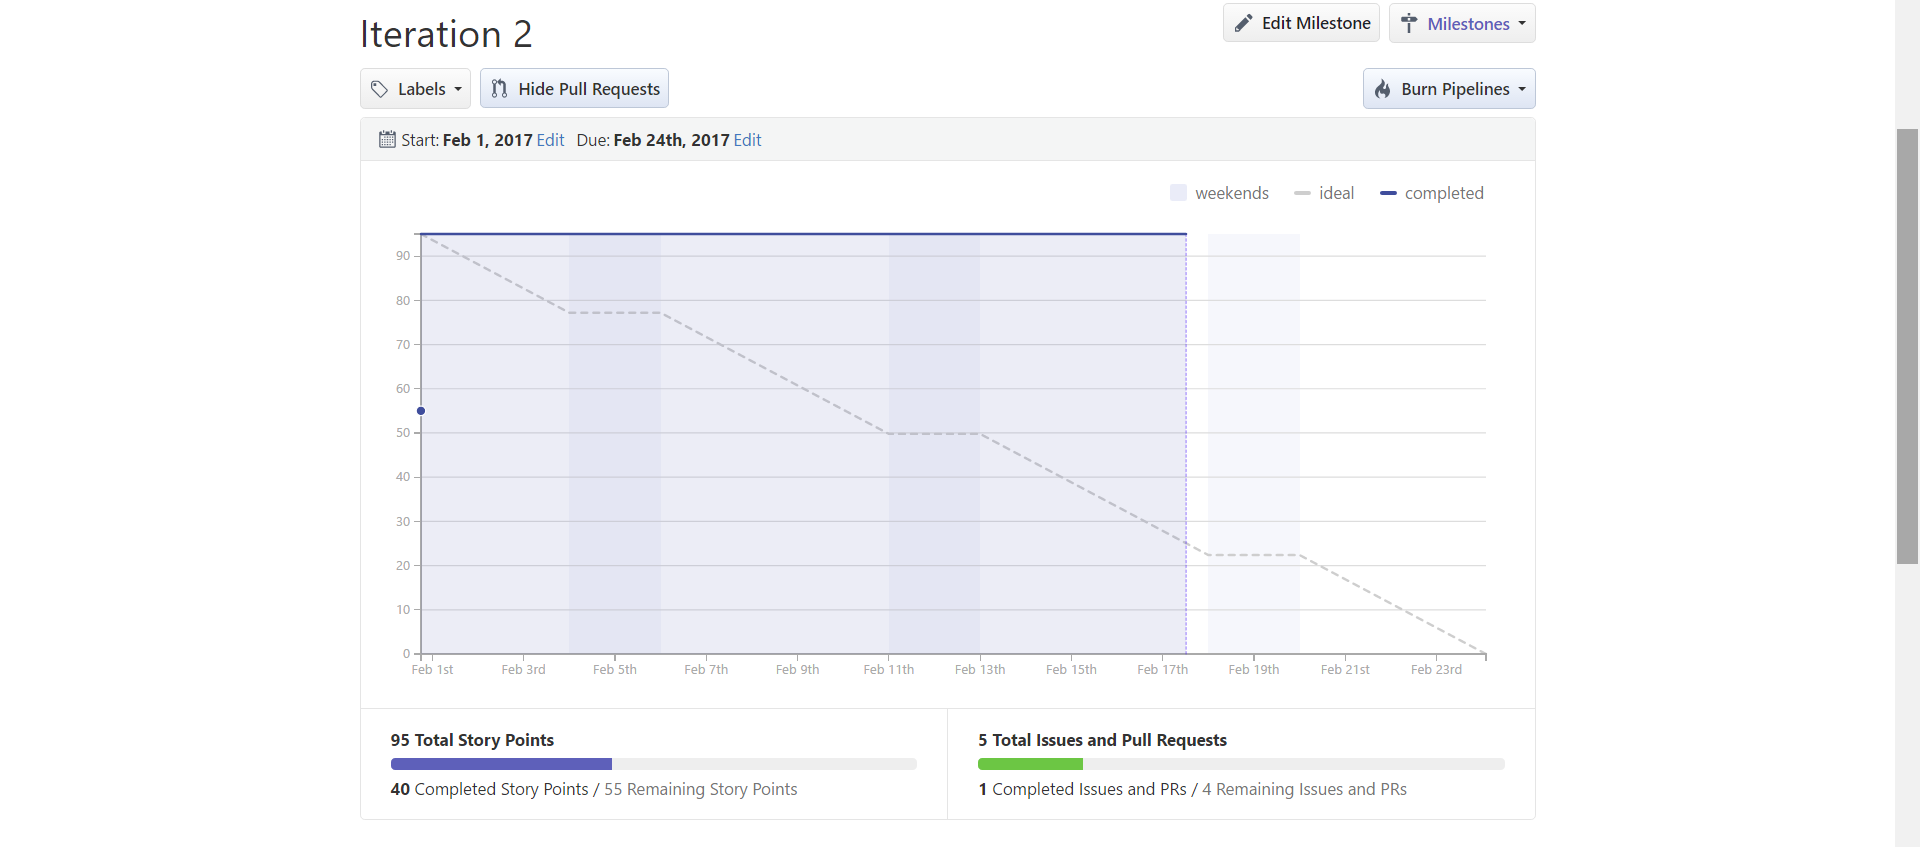 Iteration 2
Edit Milestone
Milestones
Labels
Hide Pull Requests
Burn Pipelines
Start: Feb 1, 2017 Edit Due: Feb 24th, 2017 Edit
weekends ideal completed
90
80
70
60
50
40
30
20
10
0
Feb 1st Feb 3rd Feb 5th Feb 7th Feb 9th Feb 11th Feb 13th Feb 15th Feb 17th Feb 19th Feb 21st Feb 23rd
95 Total Story Points
40 Completed Story Points / 55 Remaining Story Points
5 Total Issues and Pull Requests
1 Completed Issues and PRs / 4 Remaining Issues and PRs